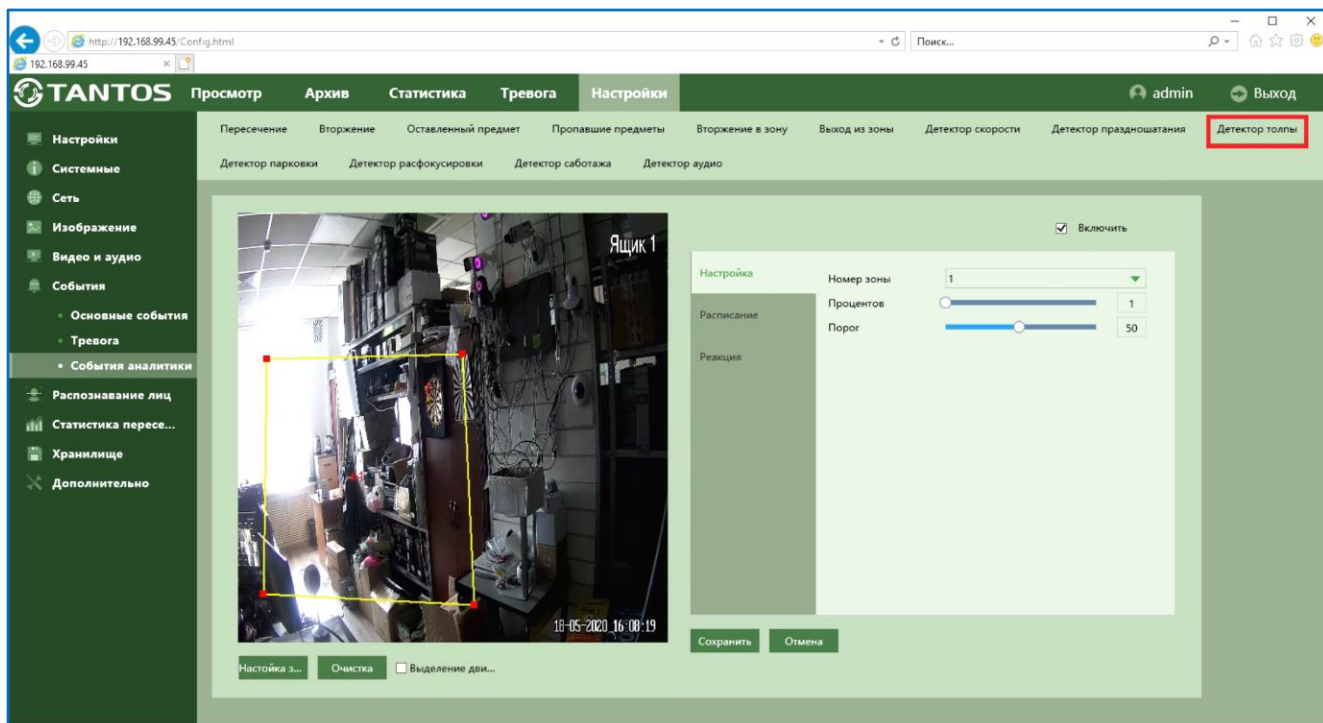 http://192.168.99.45/Config.html
Поиск...
192.168.99.45
TANTOS Просмотр Архив Статистика Тревога Настройки admin Выход
Пересечение Вторжение Оставленный предмет Пропавшие предметы Вторжение в зону Выход из зоны Детектор скорости Детектор праздношатания Детектор толпы
Детектор парковки Детектор расфокусировки Детектор саботажа Детектор аудио
Настройки
Системные
Сеть
Изображение
Видео и аудио
События
Основные события
Тревога
События аналитики
Распознавание лиц
Статистика пересе...
Хранилище
Дополнительно
Ящик 1
18-05-2020 16:08:19
Настойка з... Очистка Выделение дви...
Включить
Настройка
Расписание
Реакция
Номер зоны 1
Процентов 1
Порог 50
Сохранить Отмена